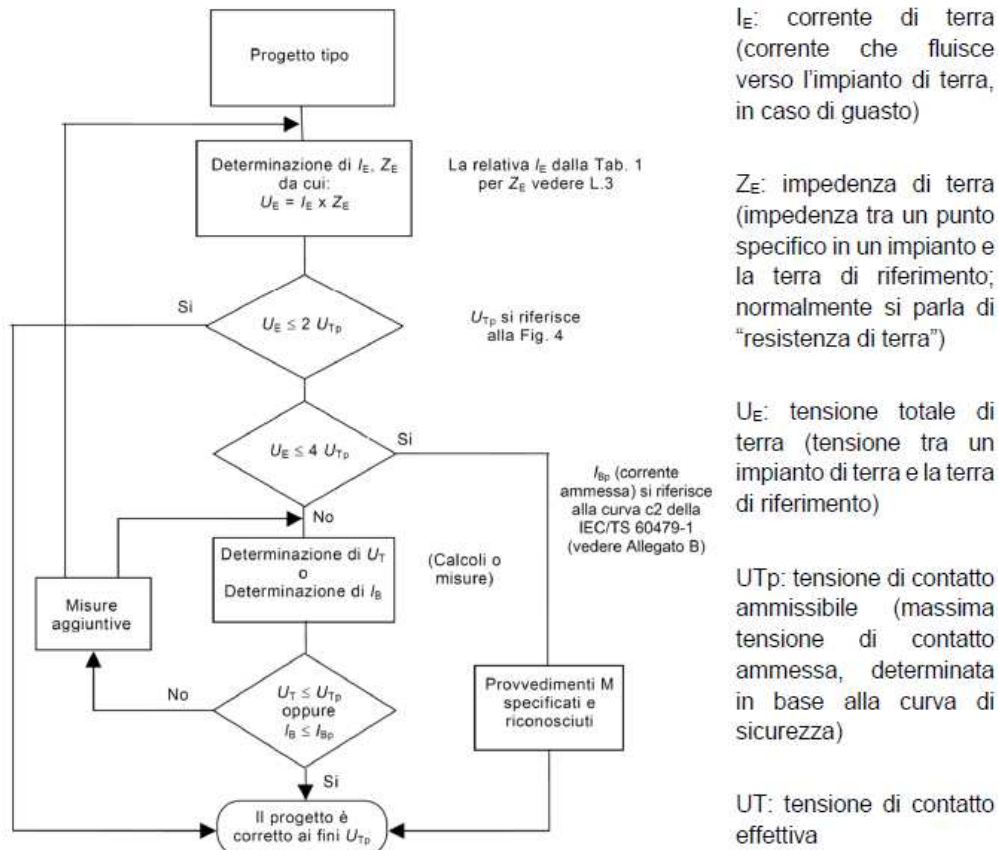 Progetto tipo
Determinazione di I_E, Z_E
da cui:
U_E = I_E x Z_E
La relativa I_E dalla Tab. 1
per Z_E vedere L.3
Si
U_E ≤ 2 U_Tp
U_Tp si riferisce
alla Fig. 4
U_E ≤ 4 U_Tp
Si
No
I_Bp (corrente
ammessa) si riferisce
alla curva c2 della
IEC/TS 60479-1
(vedere Allegato B)
Determinazione di U_T
o
Determinazione di I_B
(Calcoli o
misure)
Misure
aggiuntive
No
U_T ≤ U_Tp
oppure
I_B ≤ I_Bp
Si
Provvedimenti M
specificati e
riconosciuti
Il progetto è
corretto ai fini U_Tp
I_E: corrente di terra
(corrente che fluisce
verso l'impianto di terra,
in caso di guasto)
Z_E: impedenza di terra
(impedenza tra un punto
specifico in un impianto e
la terra di riferimento;
normalmente si parla di
“resistenza di terra”)
U_E: tensione totale di
terra (tensione tra un
impianto di terra e la terra
di riferimento)
UTp: tensione di contatto
ammissibile (massima
tensione di contatto
ammessa, determinata
in base alla curva di
sicurezza)
UT: tensione di contatto
effettiva